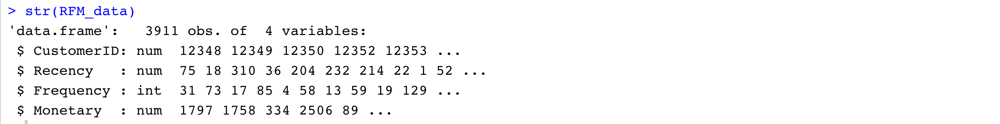 > str(RFM_data)
'data.frame':   3911 obs. of  4 variables:
 $ CustomerID: num  12348 12349 12350 12352 12353 ...
 $ Recency   : num  75 18 310 36 204 232 214 22 1 52 ...
 $ Frequency : int  31 73 17 85 4 58 13 59 19 129 ...
 $ Monetary  : num  1797 1758 334 2506 89 ...